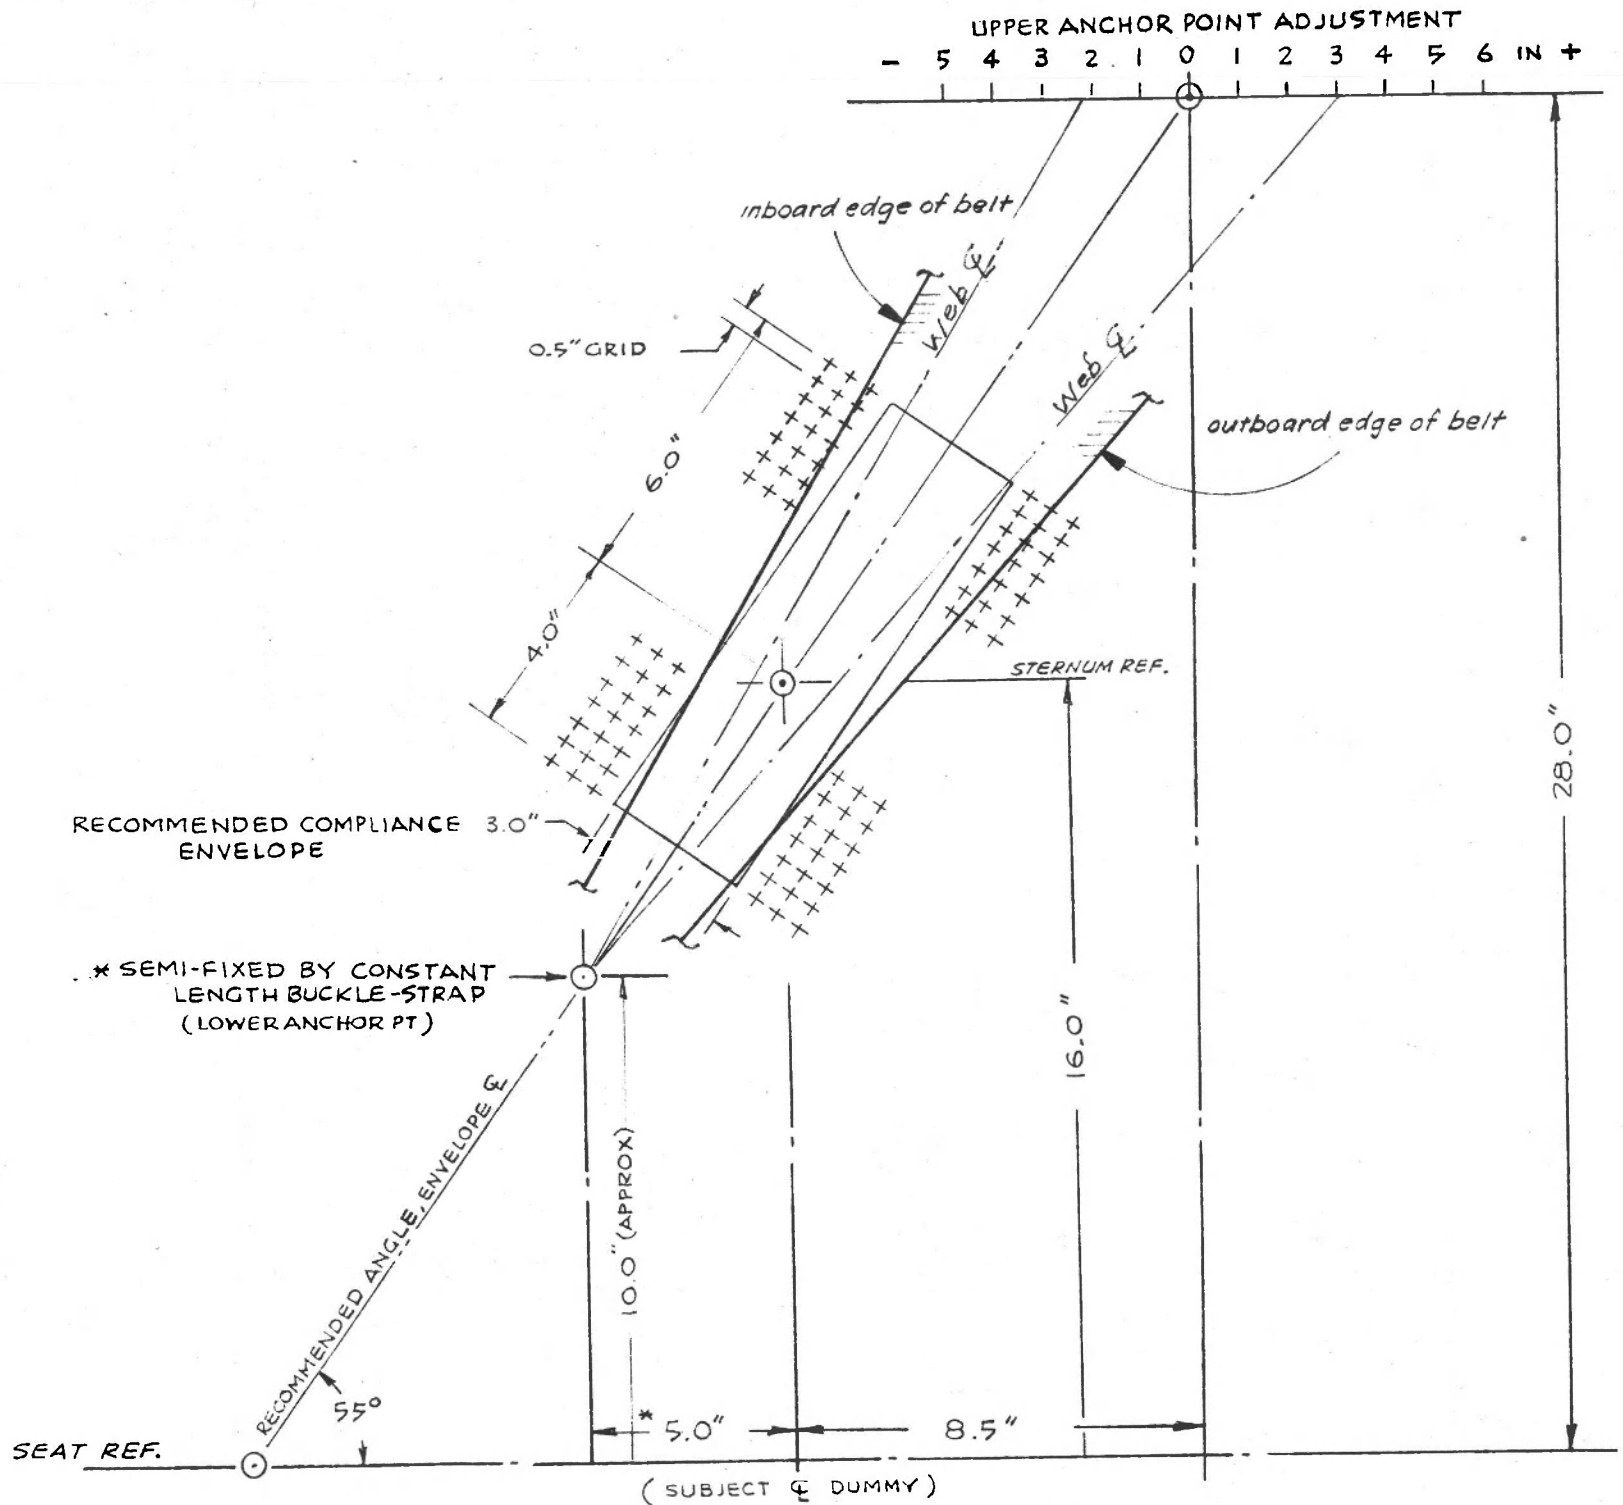 UPPER ANCHOR POINT ADJUSTMENT
- 5 4 3 2 1 0 1 2 3 4 5 6 IN +
inboard edge of belt
Web ℄
0.5" GRID
Web ℄
outboard edge of belt
6.0"
4.0"
STERNUM REF.
28.0"
RECOMMENDED COMPLIANCE 3.0"
ENVELOPE
* SEMI-FIXED BY CONSTANT
LENGTH BUCKLE-STRAP
(LOWER ANCHOR PT)
16.0"
10.0" (APPROX)
RECOMMENDED ANGLE, ENVELOPE ℄
55°
* 5.0"
8.5"
SEAT REF.
(SUBJECT ℄ DUMMY)